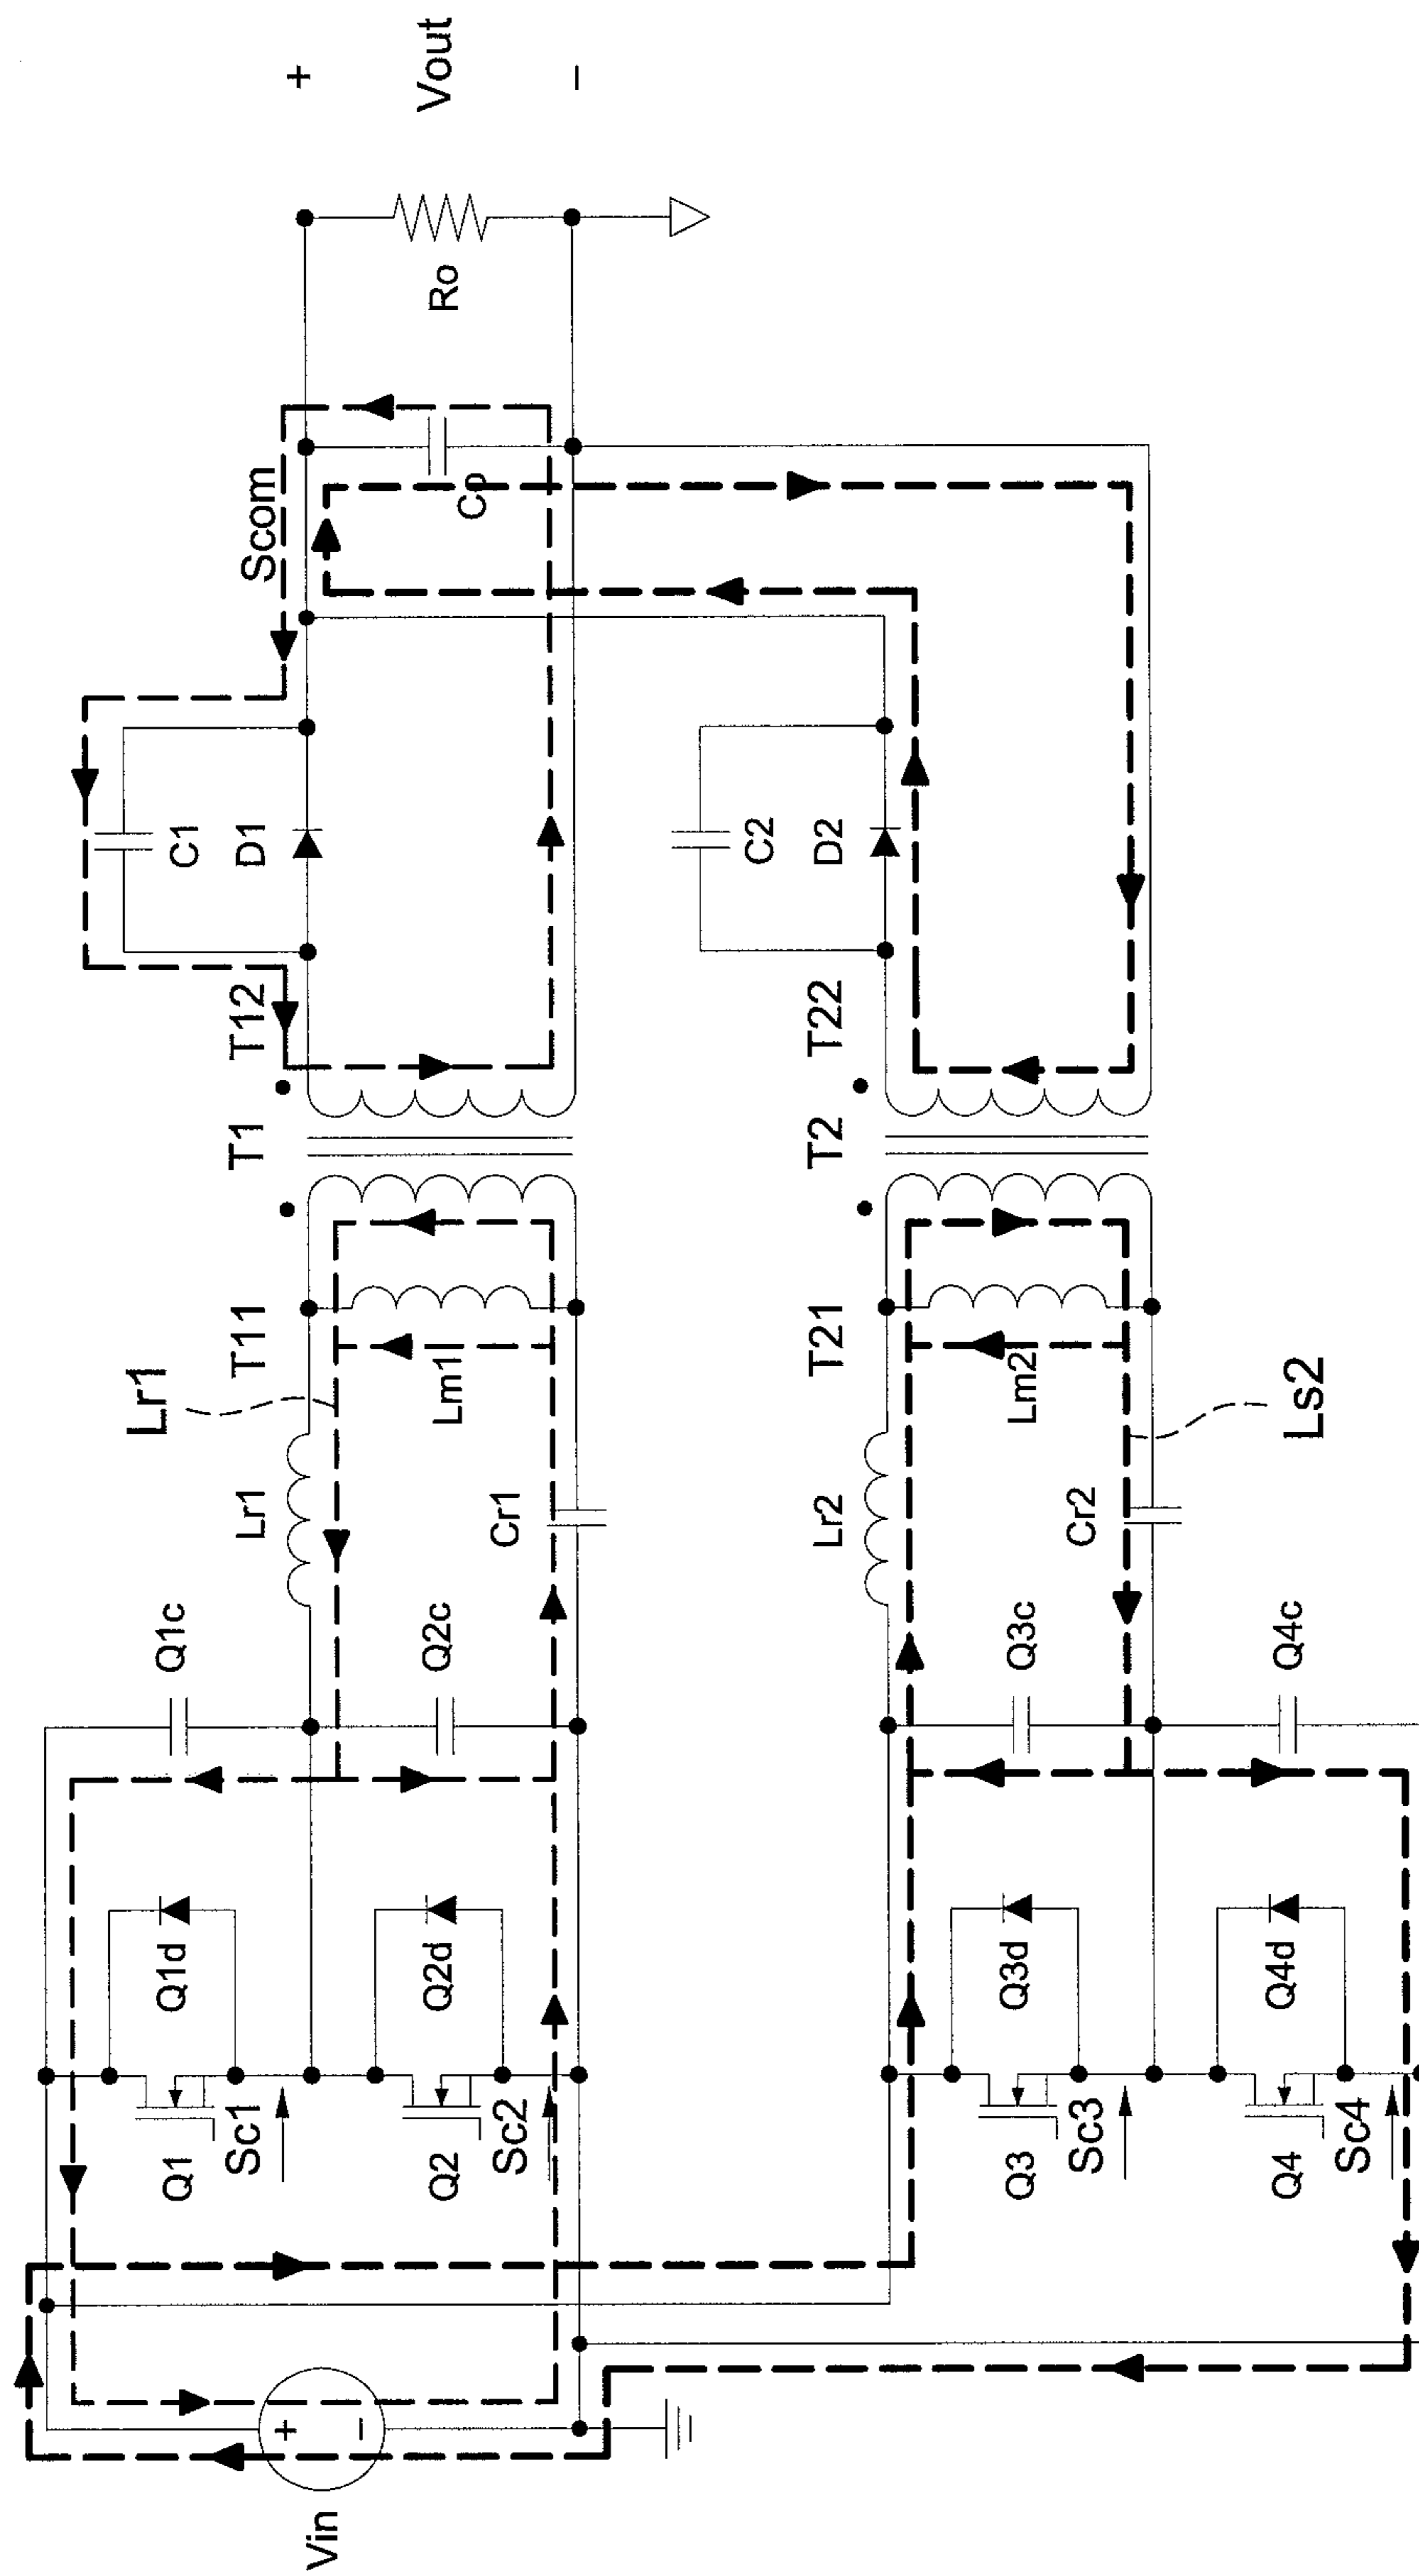 +
Vout
−
Ro
Scom
Co
C1
D1
C2
D2
T12
T22
T1
T2
T11
T21
Lr1
Lm1
Lm2
Ls2
Lr1
Cr1
Lr2
Cr2
Q1c
Q2c
Q3c
Q4c
Q1d
Q2d
Q3d
Q4d
Q1
Sc1
Q2
Sc2
Q3
Sc3
Q4
Sc4
+
−
Vin